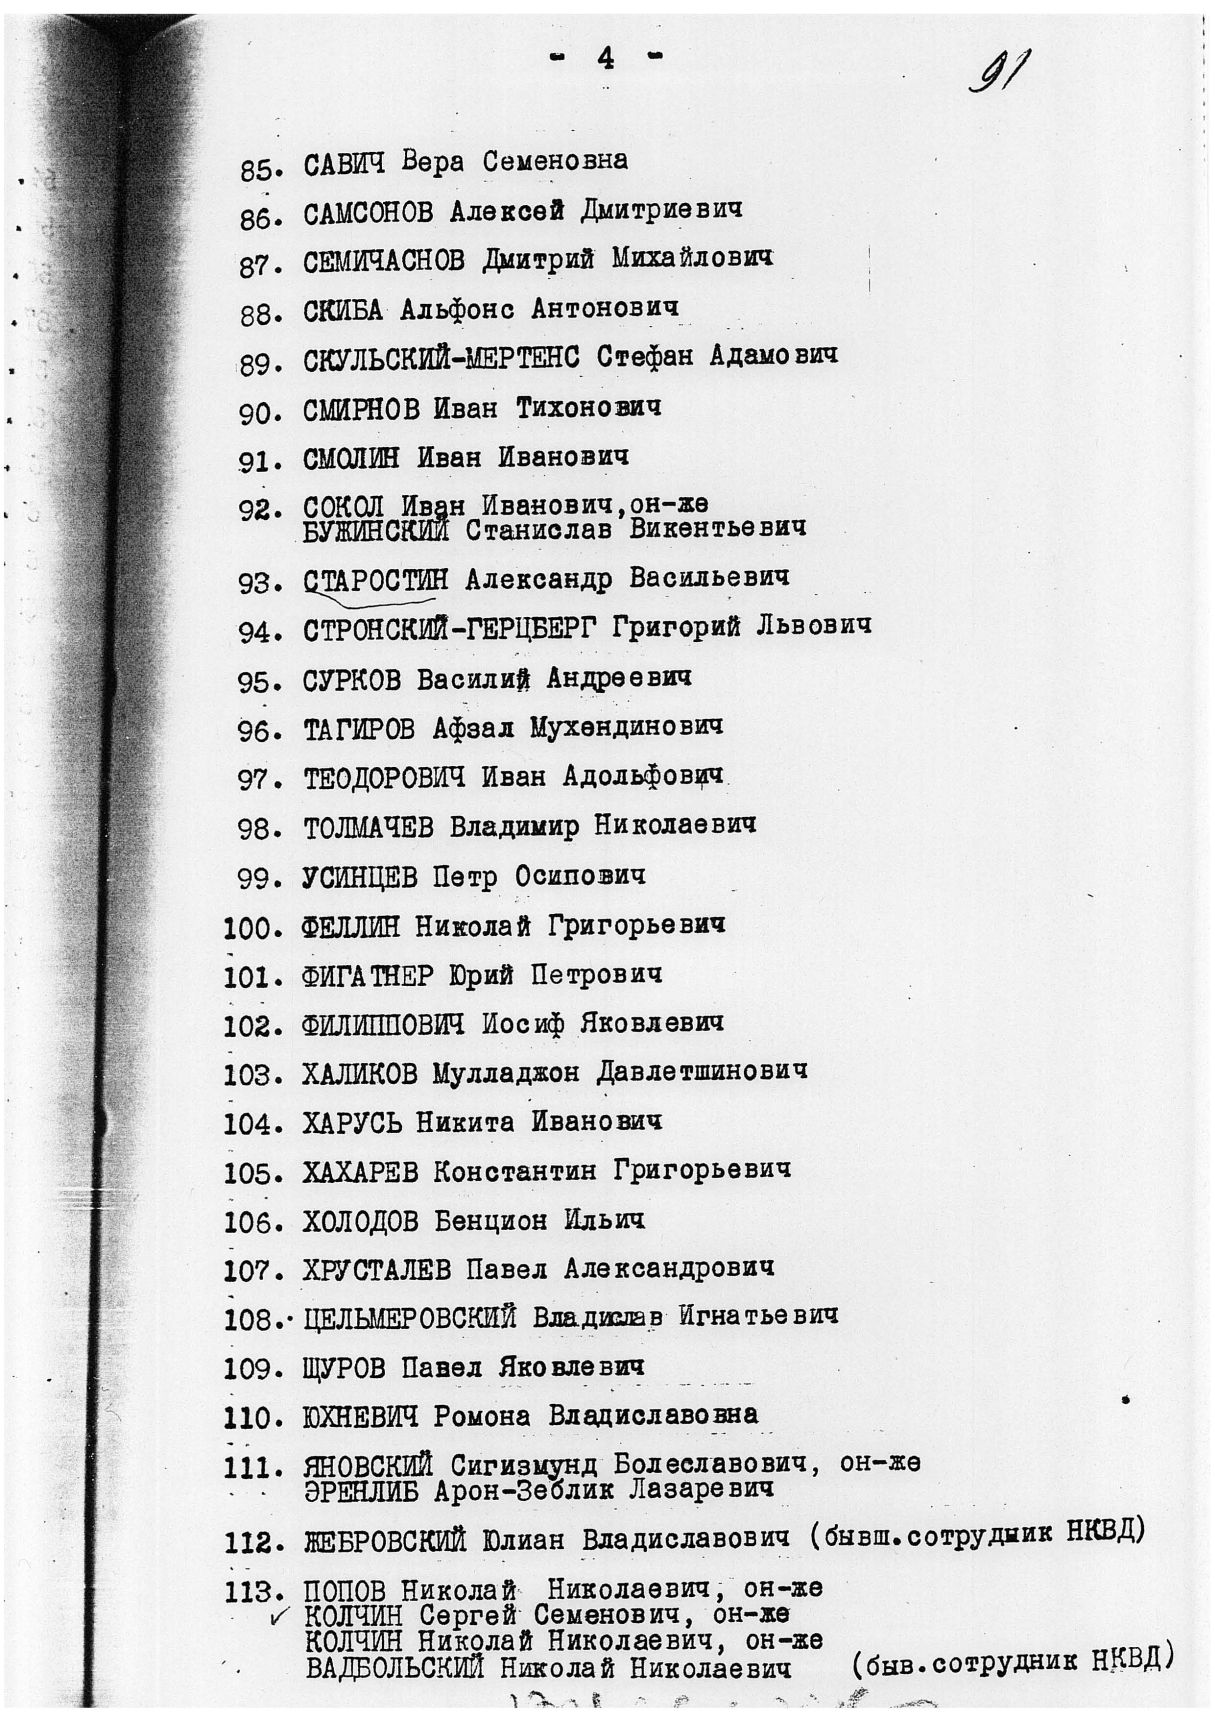 - 4 -
91
85. САВИЧ Вера Семеновна
86. САМСОНОВ Алексей Дмитриевич
87. СЕМИЧАСНОВ Дмитрий Михайлович
88. СКИБА Альфонс Антонович
89. СКУЛЬСКИЙ-МЕРТЕНС Стефан Адамович
90. СМИРНОВ Иван Тихонович
91. СМОЛИН Иван Иванович
92. СОКОЛ Иван Иванович,он-же
БУЖИНСКИЙ Станислав Викентьевич
93. СТАРОСТИН Александр Васильевич
94. СТРОНСКИЙ-ГЕРЦБЕРГ Григорий Львович
95. СУРКОВ Василий Андреевич
96. ТАГИРОВ Афзал Мухендинович
97. ТЕОДОРОВИЧ Иван Адольфович
98. ТОЛМАЧЕВ Владимир Николаевич
99. УСИНЦЕВ Петр Осипович
100. ФЕЛЛИН Николай Григорьевич
101. ФИГАТНЕР Юрий Петрович
102. ФИЛИППОВИЧ Иосиф Яковлевич
103. ХАЛИКОВ Мулладжон Давлетшинович
104. ХАРУСЬ Никита Иванович
105. ХАХАРЕВ Константин Григорьевич
106. ХОЛОДОВ Бенцион Ильич
107. ХРУСТАЛЕВ Павел Александрович
108. ЦЕЛЬМЕРОВСКИЙ Владислав Игнатьевич
109. ЩУРОВ Павел Яковлевич
110. ЮХНЕВИЧ Ромона Владиславовна
111. ЯНОВСКИЙ Сигизмунд Болеславович, он-же
ЭРЕНЛИБ Арон-Зеблик Лазаревич
112. ЖЕБРОВСКИЙ Юлиан Владиславович (бывш.сотрудник НКВД)
113. ПОПОВ Николай Николаевич, он-же
КОЛЧИН Сергей Семенович, он-же
КОЛЧИН Николай Николаевич, он-же
ВАДБОЛЬСКИЙ Николай Николаевич (быв.сотрудник НКВД)